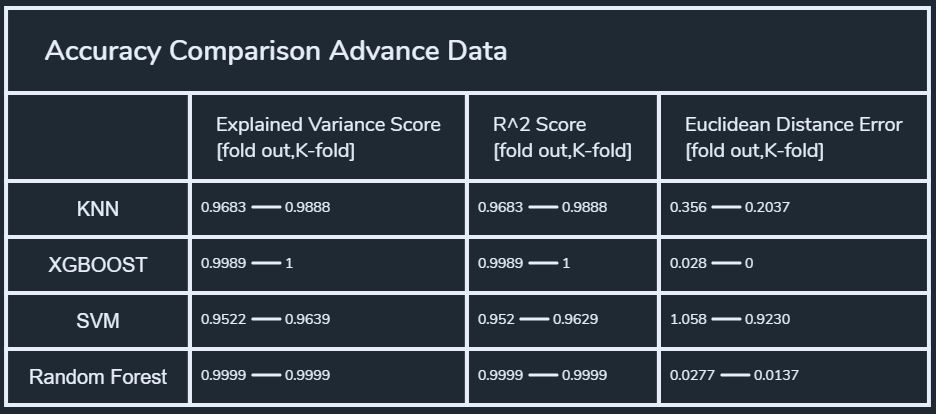 Accuracy Comparison Advance Data
Explained Variance Score R^2 Score Euclidean Distance Error
[fold out,K-fold] [fold out,K-fold] [fold out,K-fold]
KNN 0.9683 — 0.9888 0.9683 — 0.9888 0.356 — 0.2037
XGBOOST 0.9989 — 1 0.9989 — 1 0.028 — 0
SVM 0.9522 — 0.9639 0.952 — 0.9629 1.058 — 0.9230
Random Forest 0.9999 — 0.9999 0.9999 — 0.9999 0.0277 — 0.0137